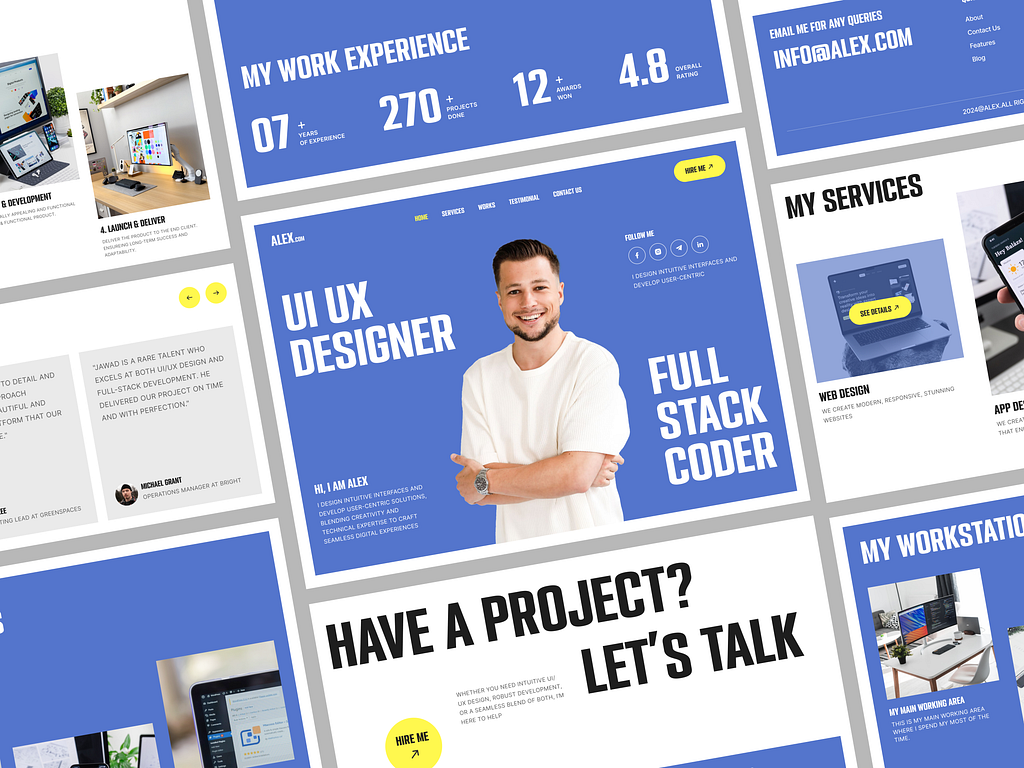 & DEVELOPMENT
ALLY APPEALING AND FUNCTIONAL
& FUNCTIONAL PRODUCT.
4. LAUNCH & DELIVER
DELIVER THE PRODUCT TO THE END CLIENT,
ENSUREING LONG-TERM SUCCESS AND
ADAPTABILITY.
MY WORK EXPERIENCE
07 +
YEARS
OF EXPERIENCE
270 +
PROJECTS
DONE
12 +
AWARDS
WON
4.8
OVERALL
RATING
EMAIL ME FOR ANY QUERIES
INFO@ALEX.COM
About
Contact Us
Features
Blog
2024@ALEX.ALL RIG
TO DETAIL AND
PROACH
AUTIFUL AND
TFORM THAT OUR
E."
TING LEAD AT GREENSPACES
"JAWAD IS A RARE TALENT WHO
EXCELS AT BOTH UI/UX DESIGN AND
FULL-STACK DEVELOPMENT. HE
DELIVERED OUR PROJECT ON TIME
AND WITH PERFECTION."
MICHAEL GRANT
OPERATIONS MANAGER AT BRIGHT
ALEX.COM
HOME
SERVICES
WORKS
TESTIMONIAL
CONTACT US
HIRE ME
FOLLOW ME
I DESIGN INTUITIVE INTERFACES AND
DEVELOP USER-CENTRIC
UI UX
DESIGNER
FULL
STACK
CODER
HI, I AM ALEX
I DESIGN INTUITIVE INTERFACES AND
DEVELOP USER-CENTRIC SOLUTIONS,
BLENDING CREATIVITY AND
TECHNICAL EXPERTISE TO CRAFT
SEAMLESS DIGITAL EXPERIENCES
MY SERVICES
SEE DETAILS
WEB DESIGN
WE CREATE MODERN, RESPONSIVE, STUNNING
WEBSITES
APP DE
WE CREA
THAT EN
HAVE A PROJECT?
LET'S TALK
WHETHER YOU NEED INTUITIVE UI/
UX DESIGN, ROBUST DEVELOPMENT,
OR A SEAMLESS BLEND OF BOTH, I'M
HERE TO HELP
HIRE ME
MY WORKSTATIO
MY MAIN WORKING AREA
THIS IS MY MAIN WORKING AREA
WHERE I SPEND MY MOST OF THE
TIME.